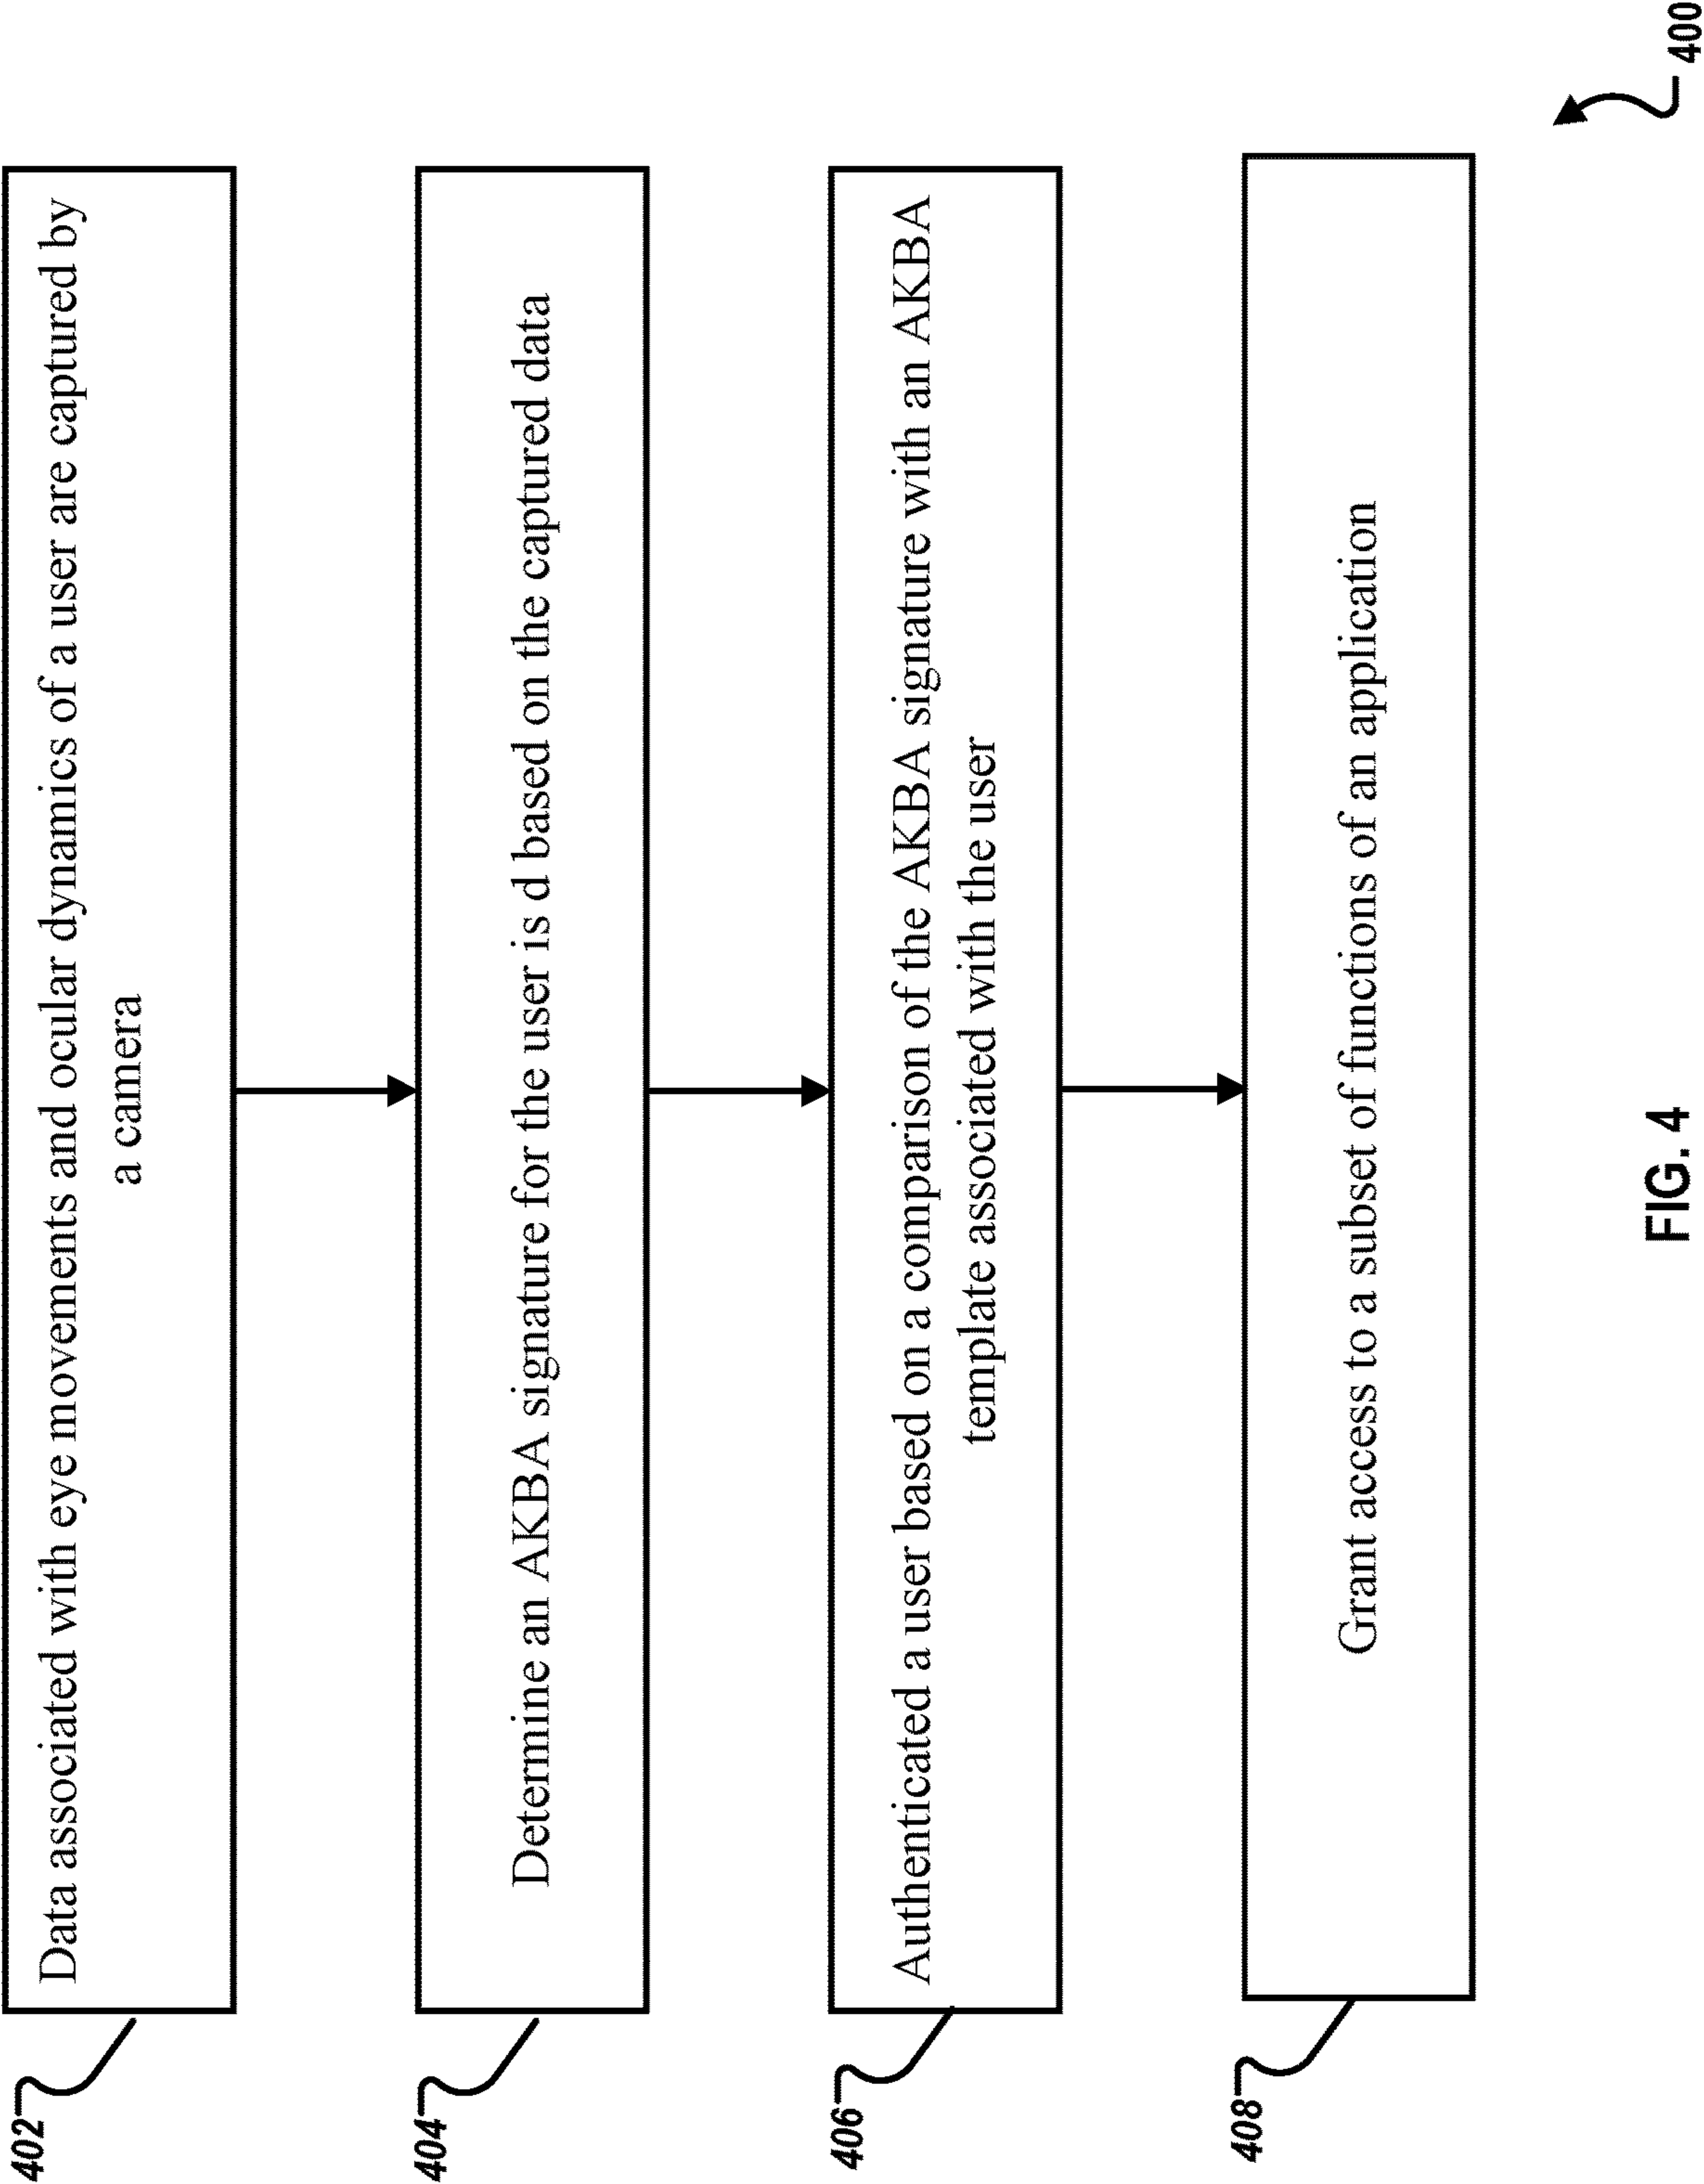 402
Data associated with eye movements and ocular dynamics of a user are captured by
a camera
404
Determine an AKBA signature for the user is d based on the captured data
406
Authenticated a user based on a comparison of the AKBA signature with an AKBA
template associated with the user
408
Grant access to a subset of functions of an application
400
FIG. 4